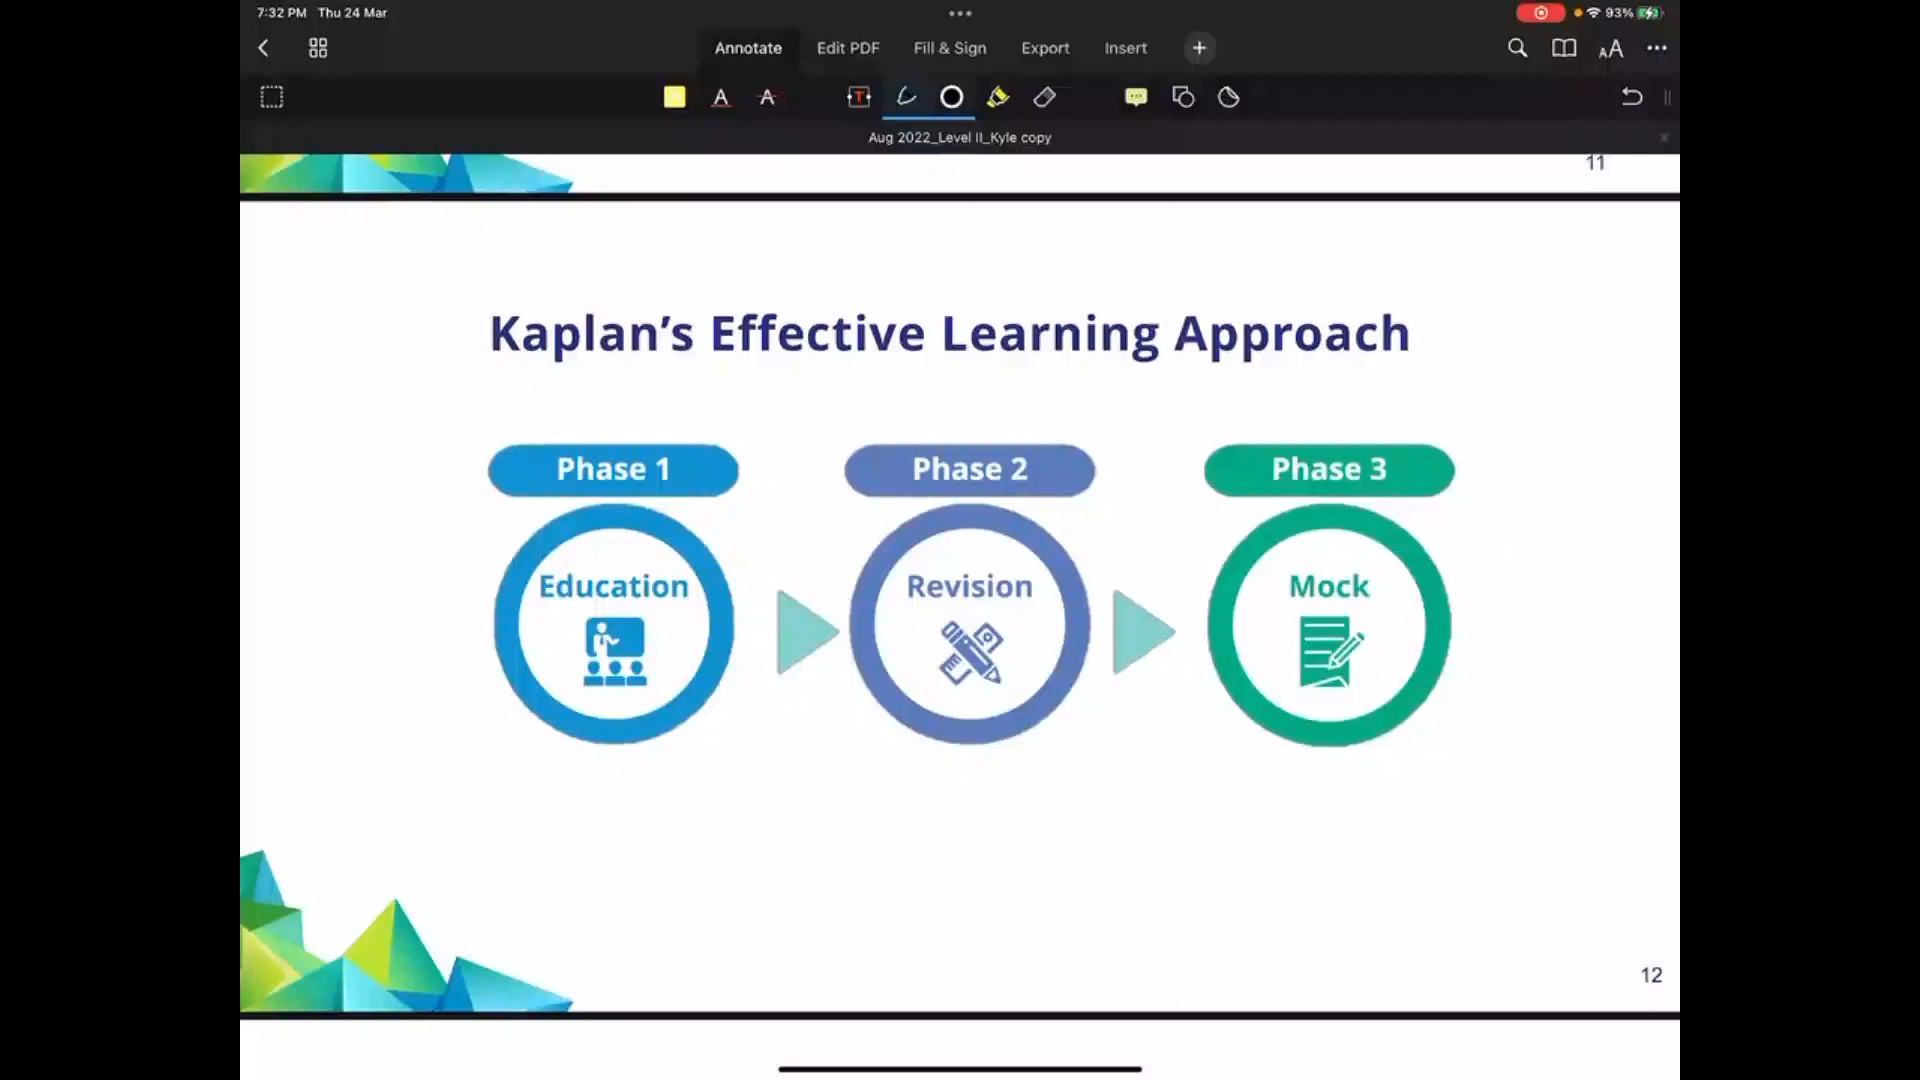 7:32 PM Thu 24 Mar
93%
Annotate Edit PDF Fill & Sign Export Insert
AA
A A T
Aug 2022_Level II_Kyle copy
11
Kaplan's Effective Learning Approach
Phase 1 Phase 2 Phase 3
Education Revision Mock
12